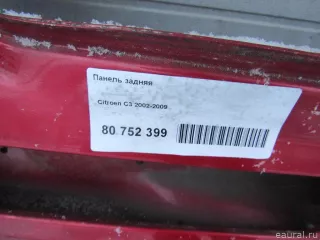 Панель задняя
Citroen C3 2002-2009
80 752 399
eaural.ru